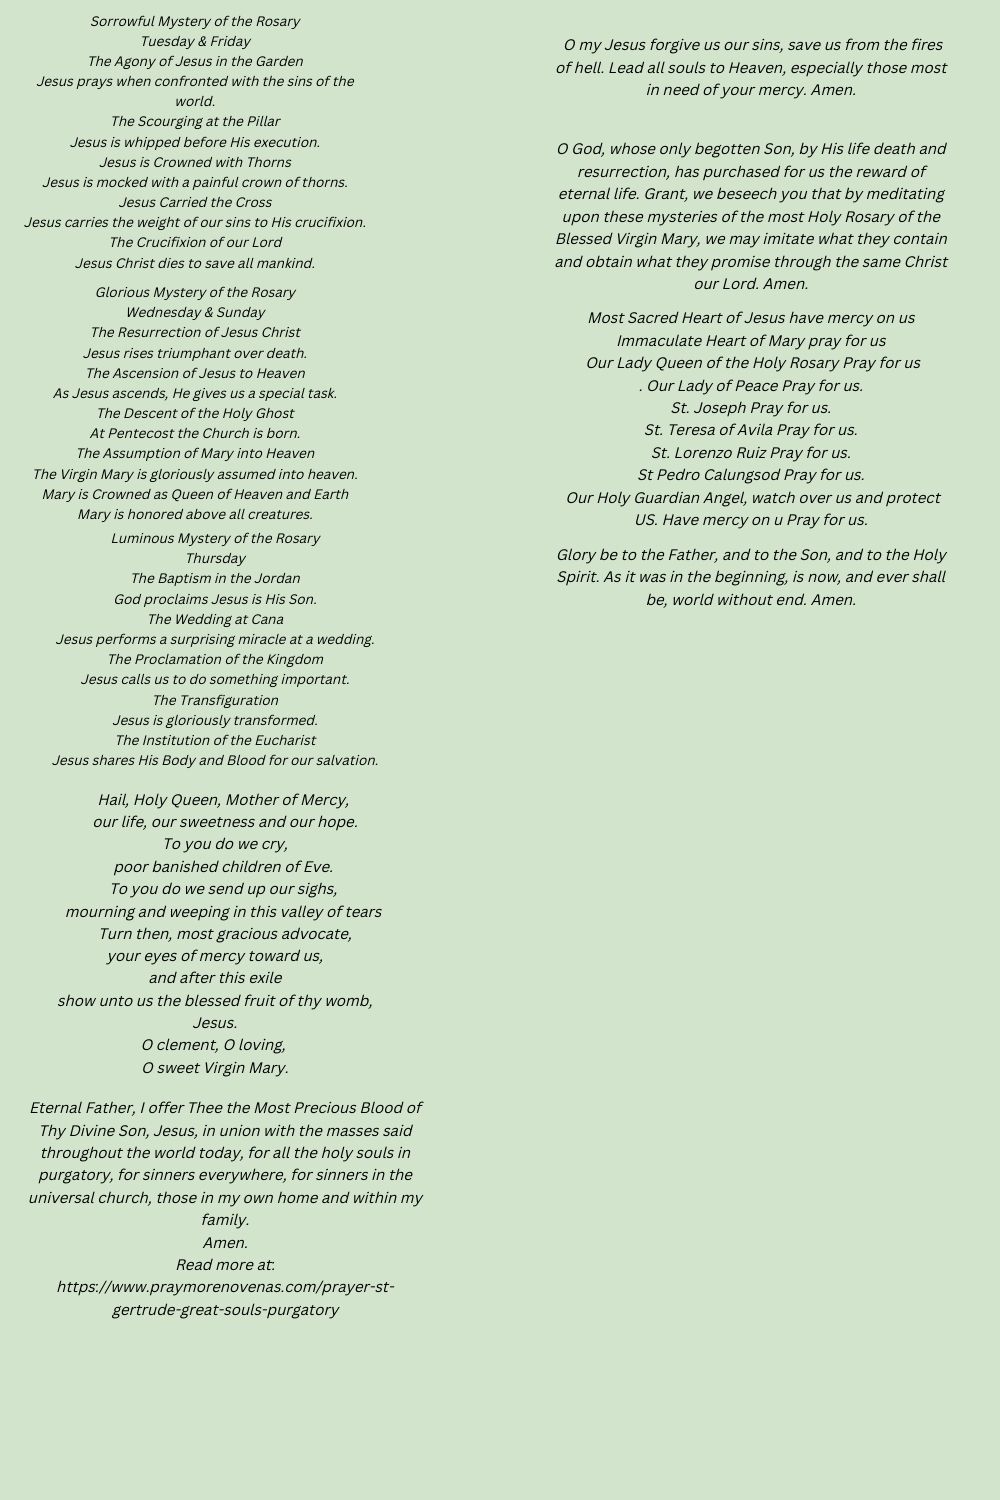 Sorrowful Mystery of the Rosary
Tuesday & Friday
The Agony of Jesus in the Garden
Jesus prays when confronted with the sins of the
world.
The Scourging at the Pillar
Jesus is whipped before His execution.
Jesus is Crowned with Thorns
Jesus is mocked with a painful crown of thorns.
Jesus Carried the Cross
Jesus carries the weight of our sins to His crucifixion.
The Crucifixion of our Lord
Jesus Christ dies to save all mankind.
Glorious Mystery of the Rosary
Wednesday & Sunday
The Resurrection of Jesus Christ
Jesus rises triumphant over death.
The Ascension of Jesus to Heaven
As Jesus ascends, He gives us a special task.
The Descent of the Holy Ghost
At Pentecost the Church is born.
The Assumption of Mary into Heaven
The Virgin Mary is gloriously assumed into heaven.
Mary is Crowned as Queen of Heaven and Earth
Mary is honored above all creatures.
Luminous Mystery of the Rosary
Thursday
The Baptism in the Jordan
God proclaims Jesus is His Son.
The Wedding at Cana
Jesus performs a surprising miracle at a wedding.
The Proclamation of the Kingdom
Jesus calls us to do something important.
The Transfiguration
Jesus is gloriously transformed.
The Institution of the Eucharist
Jesus shares His Body and Blood for our salvation.
Hail, Holy Queen, Mother of Mercy,
our life, our sweetness and our hope.
To you do we cry,
poor banished children of Eve.
To you do we send up our sighs,
mourning and weeping in this valley of tears
Turn then, most gracious advocate,
your eyes of mercy toward us,
and after this exile
show unto us the blessed fruit of thy womb,
Jesus.
O clement, O loving,
O sweet Virgin Mary.
Eternal Father, I offer Thee the Most Precious Blood of
Thy Divine Son, Jesus, in union with the masses said
throughout the world today, for all the holy souls in
purgatory, for sinners everywhere, for sinners in the
universal church, those in my own home and within my
family.
Amen.
Read more at:
https://www.praymorenovenas.com/prayer-st-
gertrude-great-souls-purgatory
O my Jesus forgive us our sins, save us from the fires
of hell. Lead all souls to Heaven, especially those most
in need of your mercy. Amen.
O God, whose only begotten Son, by His life death and
resurrection, has purchased for us the reward of
eternal life. Grant, we beseech you that by meditating
upon these mysteries of the most Holy Rosary of the
Blessed Virgin Mary, we may imitate what they contain
and obtain what they promise through the same Christ
our Lord. Amen.
Most Sacred Heart of Jesus have mercy on us
Immaculate Heart of Mary pray for us
Our Lady Queen of the Holy Rosary Pray for us
. Our Lady of Peace Pray for us.
St. Joseph Pray for us.
St. Teresa of Avila Pray for us.
St. Lorenzo Ruiz Pray for us.
St Pedro Calungsod Pray for us.
Our Holy Guardian Angel, watch over us and protect
US. Have mercy on u Pray for us.
Glory be to the Father, and to the Son, and to the Holy
Spirit. As it was in the beginning, is now, and ever shall
be, world without end. Amen.